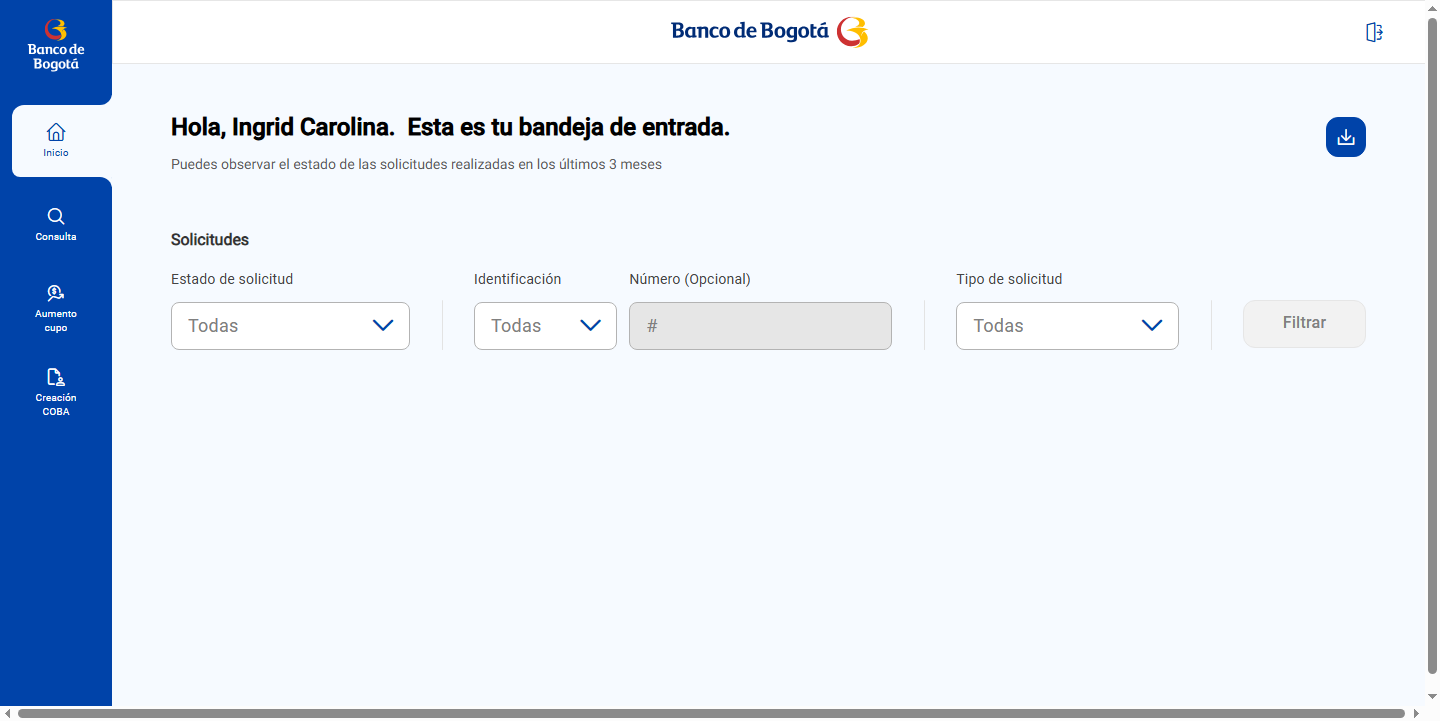 Banco de
Bogotá
Banco de Bogotá
Inicio
Consulta
Aumento
cupo
Creación
COBA
Hola, Ingrid Carolina.  Esta es tu bandeja de entrada.
Puedes observar el estado de las solicitudes realizadas en los últimos 3 meses
Solicitudes
Estado de solicitud
Identificación
Número (Opcional)
Tipo de solicitud
Todas
Todas
#
Todas
Filtrar